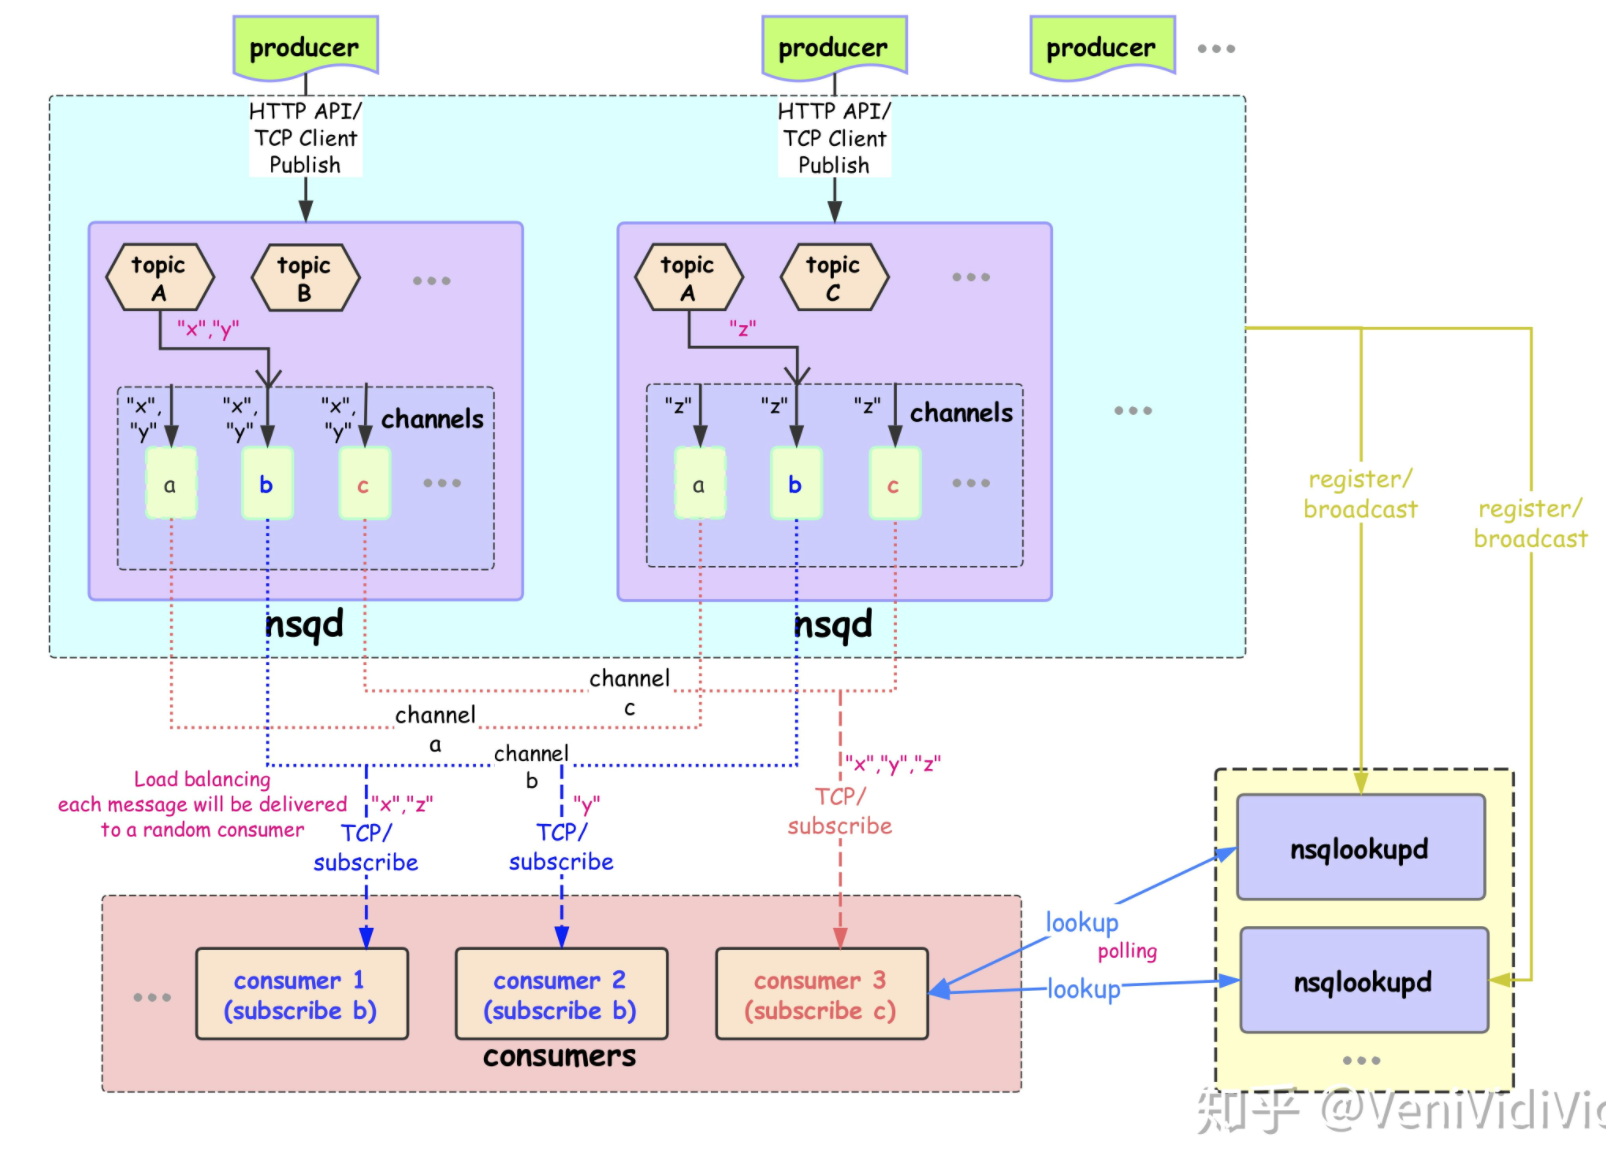 producer
producer
producer
HTTP API/
TCP Client
Publish
HTTP API/
TCP Client
Publish
topic
A
topic
B
"x","y"
topic
A
topic
C
"z"
"x",
"y"
"x",
"y"
"x",
"y"
channels
a
b
c
"z"
"z"
"z"
channels
a
b
c
nsqd
nsqd
register/
broadcast
register/
broadcast
channel
c
channel
a
channel
b
Load balancing
each message will be delivered
to a random consumer
"x","z"
TCP/
subscribe
"y"
TCP/
subscribe
"x","y","z"
TCP/
subscribe
consumer 1
(subscribe b)
consumer 2
(subscribe b)
consumer 3
(subscribe c)
consumers
lookup
polling
lookup
nsqlookupd
nsqlookupd
知乎 @VeniVidiVic